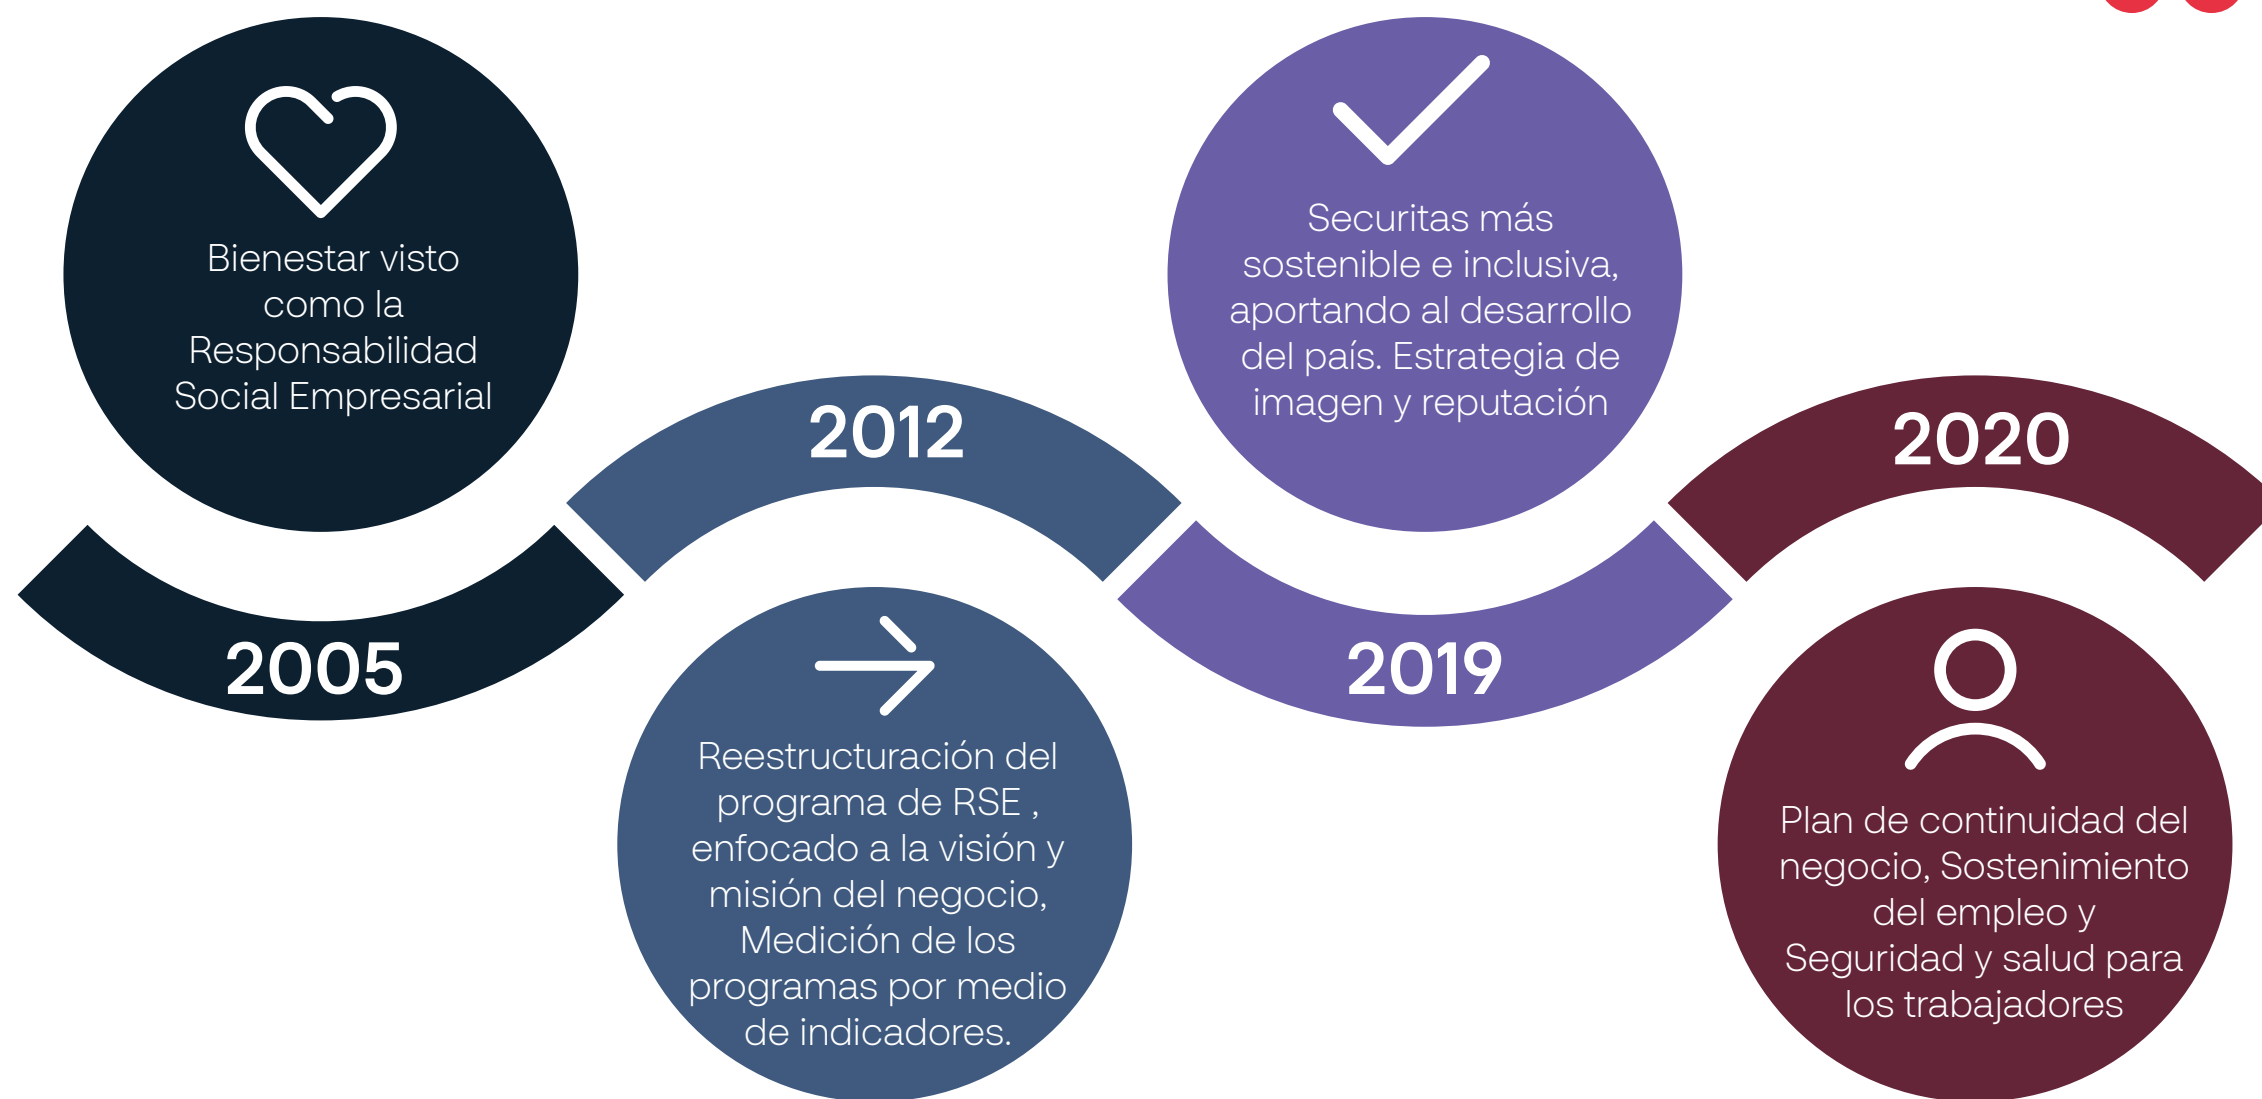 Bienestar visto
como la
Responsabilidad
Social Empresarial
2005
2012
Reestructuración del
programa de RSE ,
enfocado a la visión y
misión del negocio,
Medición de los
programas por medio
de indicadores.
Securitas más
sostenible e inclusiva,
aportando al desarrollo
del país. Estrategia de
imagen y reputación
2019
2020
Plan de continuidad del
negocio, Sostenimiento
del empleo y
Seguridad y salud para
los trabajadores